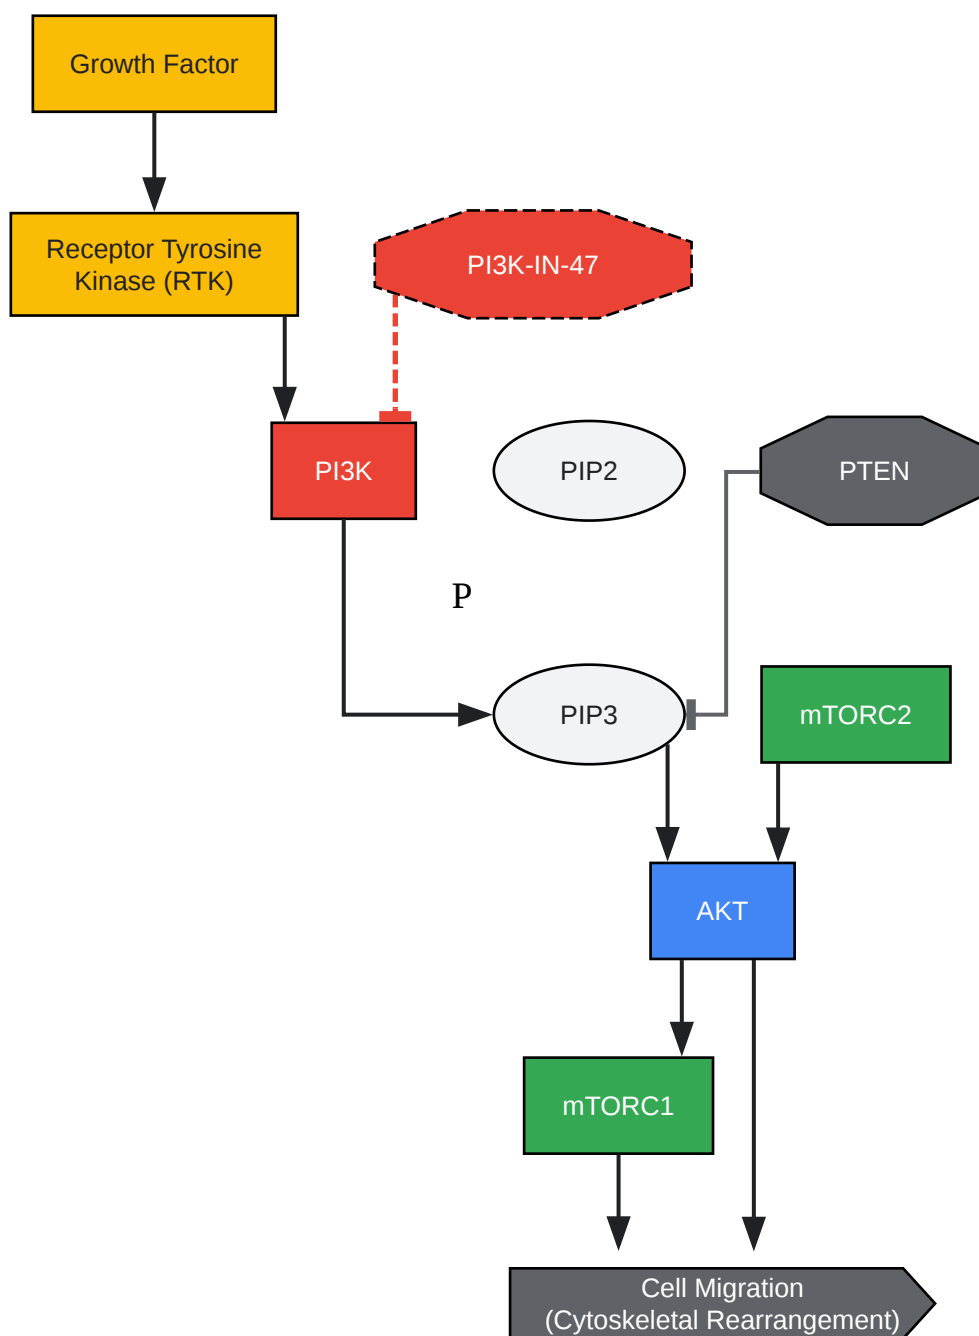 Growth Factor
Receptor Tyrosine
Kinase (RTK)
PI3K-IN-47
PI3K
PIP2
PTEN
P
PIP3
mTORC2
AKT
mTORC1
Cell Migration
(Cytoskeletal Rearrangement)